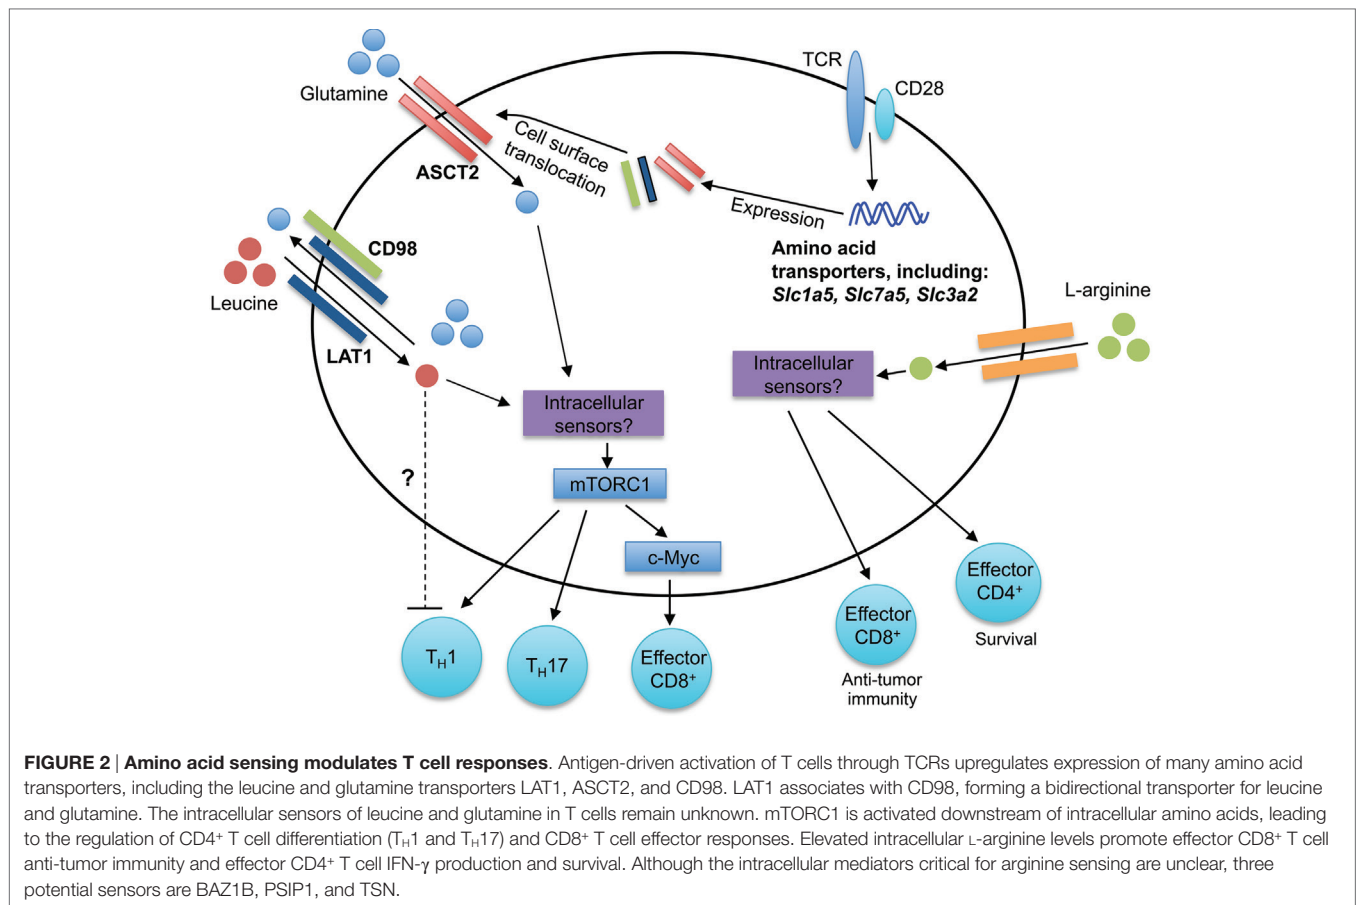 TCR
CD28
Glutamine
ASCT2
Cell surface
translocation
Expression
Amino acid
transporters, including:
Slc1a5, Slc7a5, Slc3a2
CD98
Leucine
LAT1
L-arginine
Intracellular
sensors?
Intracellular
sensors?
?
mTORC1
c-Myc
TH1
TH17
Effector
CD8+
Effector
CD8+
Anti-tumor
immunity
Effector
CD4+
Survival
FIGURE 2 | Amino acid sensing modulates T cell responses. Antigen-driven activation of T cells through TCRs upregulates expression of many amino acid
transporters, including the leucine and glutamine transporters LAT1, ASCT2, and CD98. LAT1 associates with CD98, forming a bidirectional transporter for leucine
and glutamine. The intracellular sensors of leucine and glutamine in T cells remain unknown. mTORC1 is activated downstream of intracellular amino acids, leading
to the regulation of CD4+ T cell differentiation (TH1 and TH17) and CD8+ T cell effector responses. Elevated intracellular L-arginine levels promote effector CD8+ T cell
anti-tumor immunity and effector CD4+ T cell IFN-γ production and survival. Although the intracellular mediators critical for arginine sensing are unclear, three
potential sensors are BAZ1B, PSIP1, and TSN.